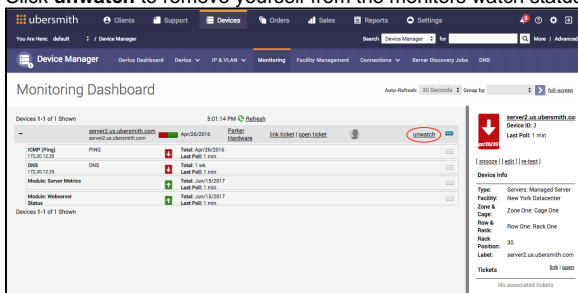 Click unwatch to remove yourself from the monitors watch status
ubersmith Clients Support Devices Orders Sales Reports Settings
You Are Here: default / Device Manager Search Device Manager for More | Advanced
Device Manager Device Dashboard Device IP & VLAN Monitoring Facility Management Connections Server Discovery Jobs DNS
Monitoring Dashboard Auto-Refresh: 30 Seconds Group by: full-screen
Devices 1-1 of 1 Shown 5:01:14 PM Refresh
server2.us.ubersmith.com
server2.us.ubersmith.com Apr/26/2016 Parker Hardware link ticket | open ticket unwatch
ICMP (Ping) PING Total: Apr/26/2016
172.20.12.25 Last Poll: 1 min
DNS DNS Total: 1 wk
172.20.12.25 Last Poll: 1 min
Module: Server Metrics Total: Jun/15/2017
Last Poll: 1 min
Module: Webserver Status Total: Jun/15/2017
Last Poll: 1 min
Devices 1-1 of 1 Shown
server2.us.ubersmith.co
Device ID: 3
Last Poll: 1 min
apr/26/20
[ snooze ] [ edit ] [ re-test ]
Device Info
Type: Servers: Managed Server
Facility: New York Datacenter
Zone & Cage: Zone One: Cage One
Row & Rack: Row One: Rack One
Rack Position: 30
Label: server2.us.ubersmith.com
Tickets link | open
No associated tickets